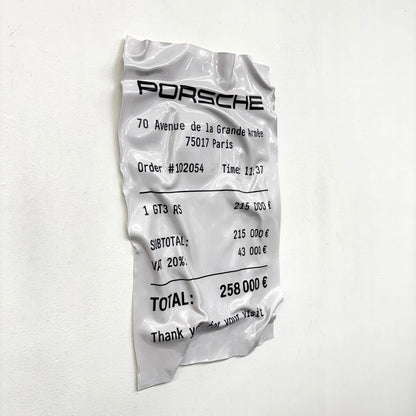 PORSCHE
70 Avenue de la Grande Armée
75017 Paris
Order #102054 - Time: 11:37
1 GT3 RS 215 000 €
SUBTOTAL: 215 000 €
VAT 20%: 43 000 €
TOTAL: 258 000 €
Thank you for your visit